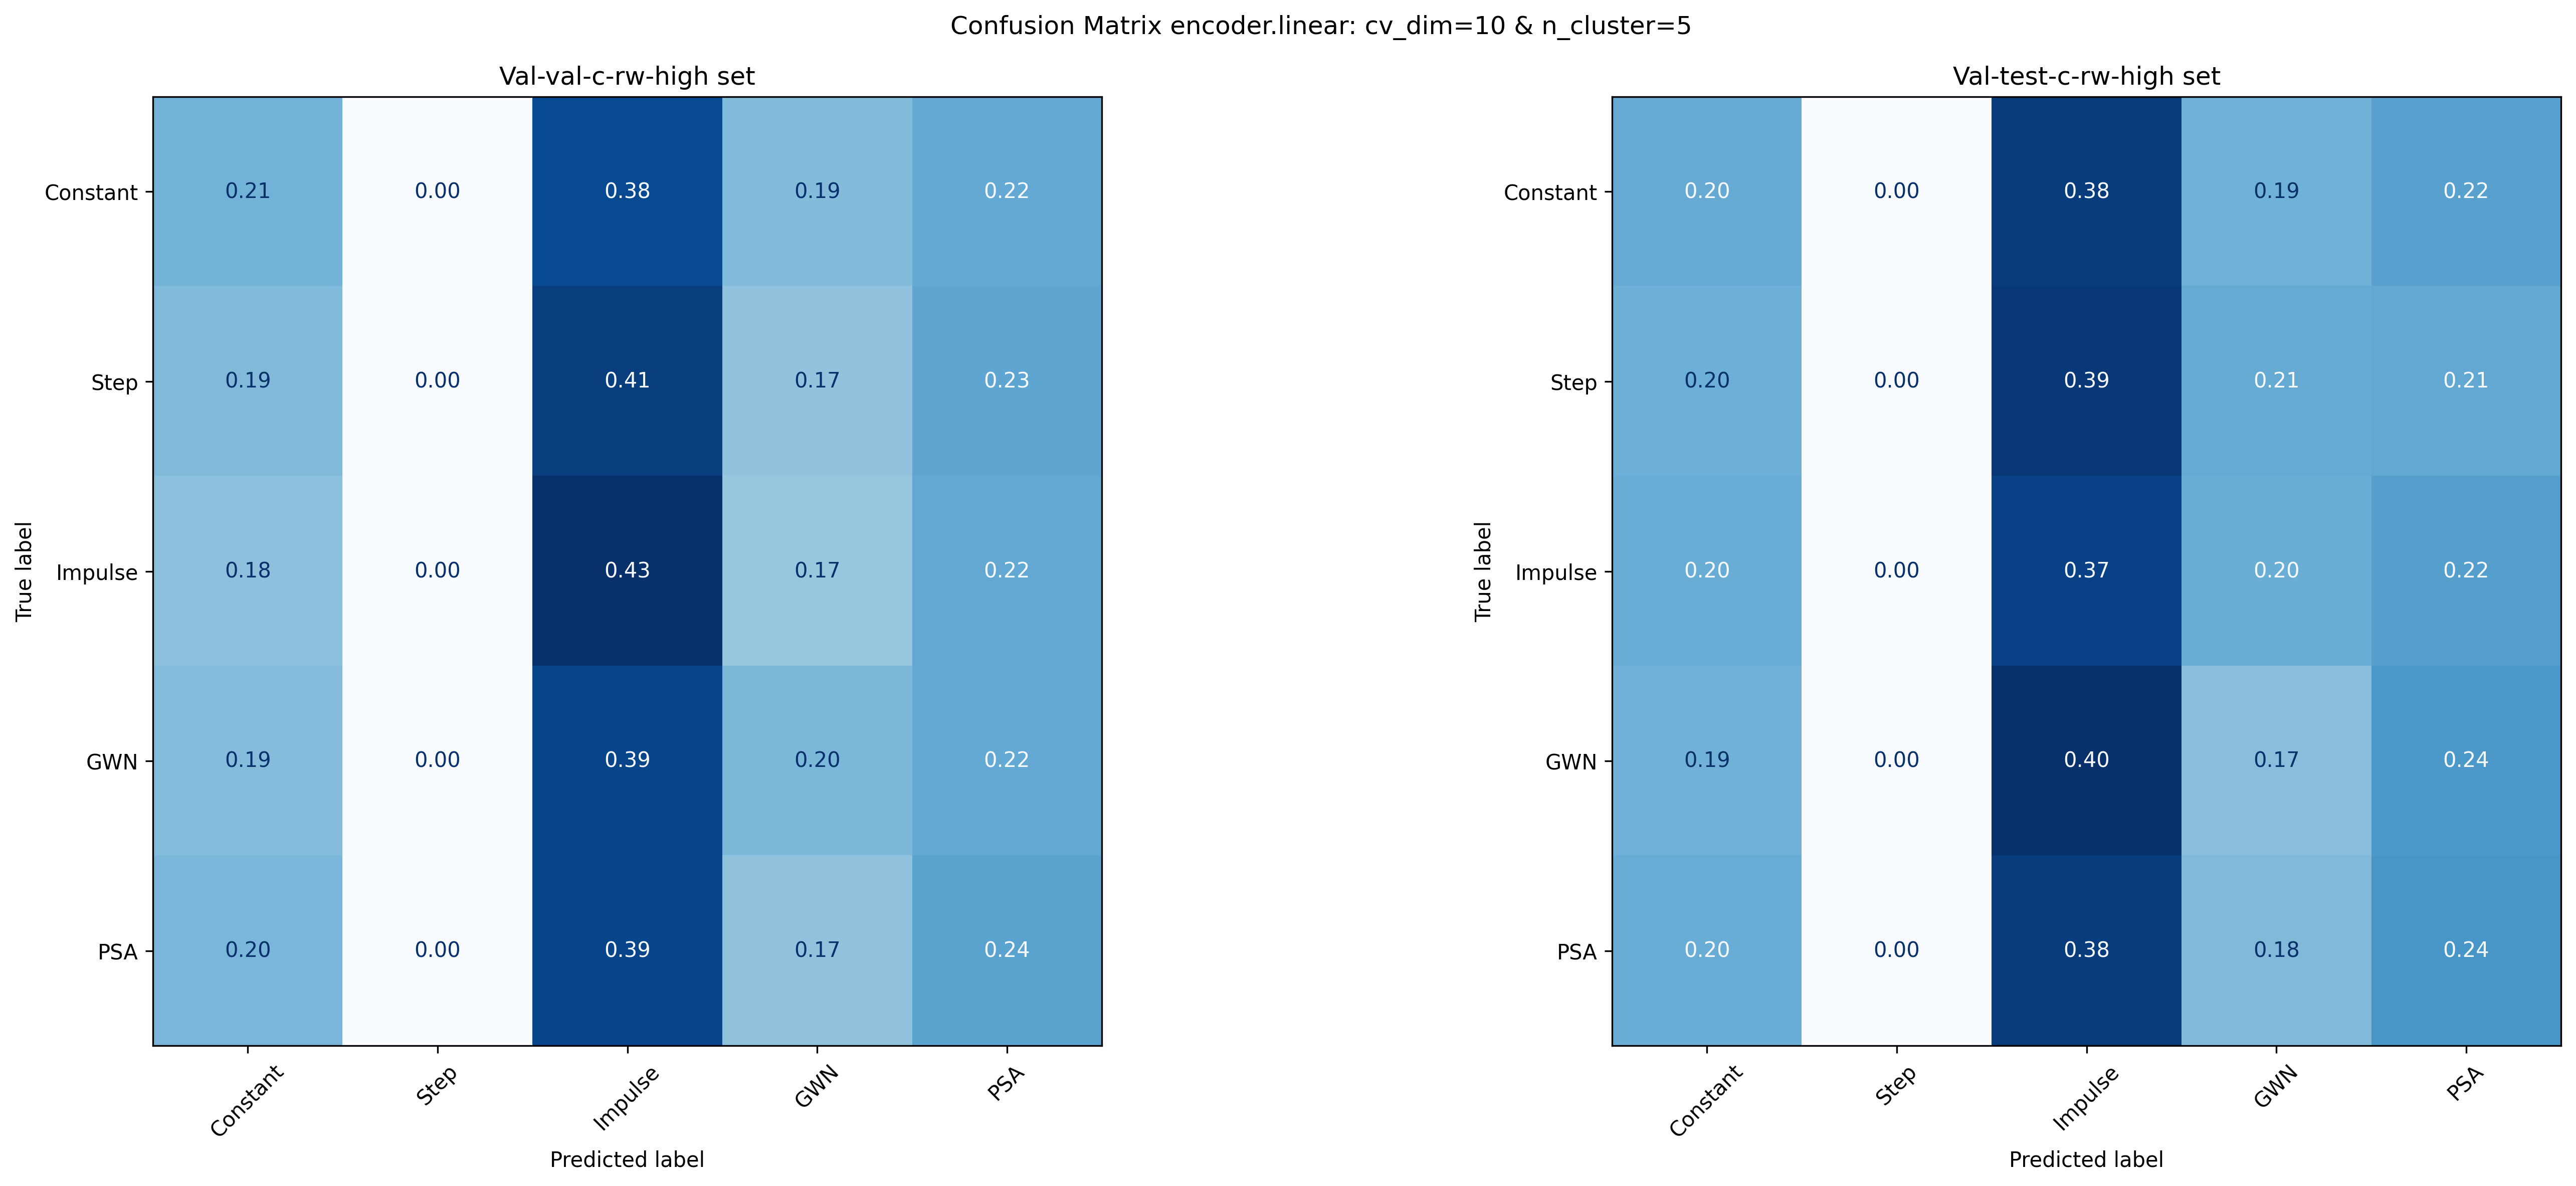 Confusion Matrix encoder.linear: cv_dim=10 & n_cluster=5
Val-val-c-rw-high set
True label
Constant 0.21 0.00 0.38 0.19 0.22
Step 0.19 0.00 0.41 0.17 0.23
Impulse 0.18 0.00 0.43 0.17 0.22
GWN 0.19 0.00 0.39 0.20 0.22
PSA 0.20 0.00 0.39 0.17 0.24
Constant Step Impulse GWN PSA
Predicted label
Val-test-c-rw-high set
True label
Constant 0.20 0.00 0.38 0.19 0.22
Step 0.20 0.00 0.39 0.21 0.21
Impulse 0.20 0.00 0.37 0.20 0.22
GWN 0.19 0.00 0.40 0.17 0.24
PSA 0.20 0.00 0.38 0.18 0.24
Constant Step Impulse GWN PSA
Predicted label